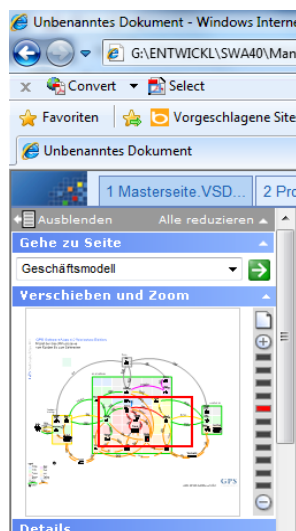 Unbenanntes Dokument - Windows Interne
G:\ENTWICKL\SWA40\Man
x Convert Select
Favoriten Vorgeschlagene Site
Unbenanntes Dokument
1 Masterseite.VSD... 2 Pro
Ausblenden Alle reduzieren
Gehe zu Seite
Geschäftsmodell
Verschieben und Zoom
GPS
Details